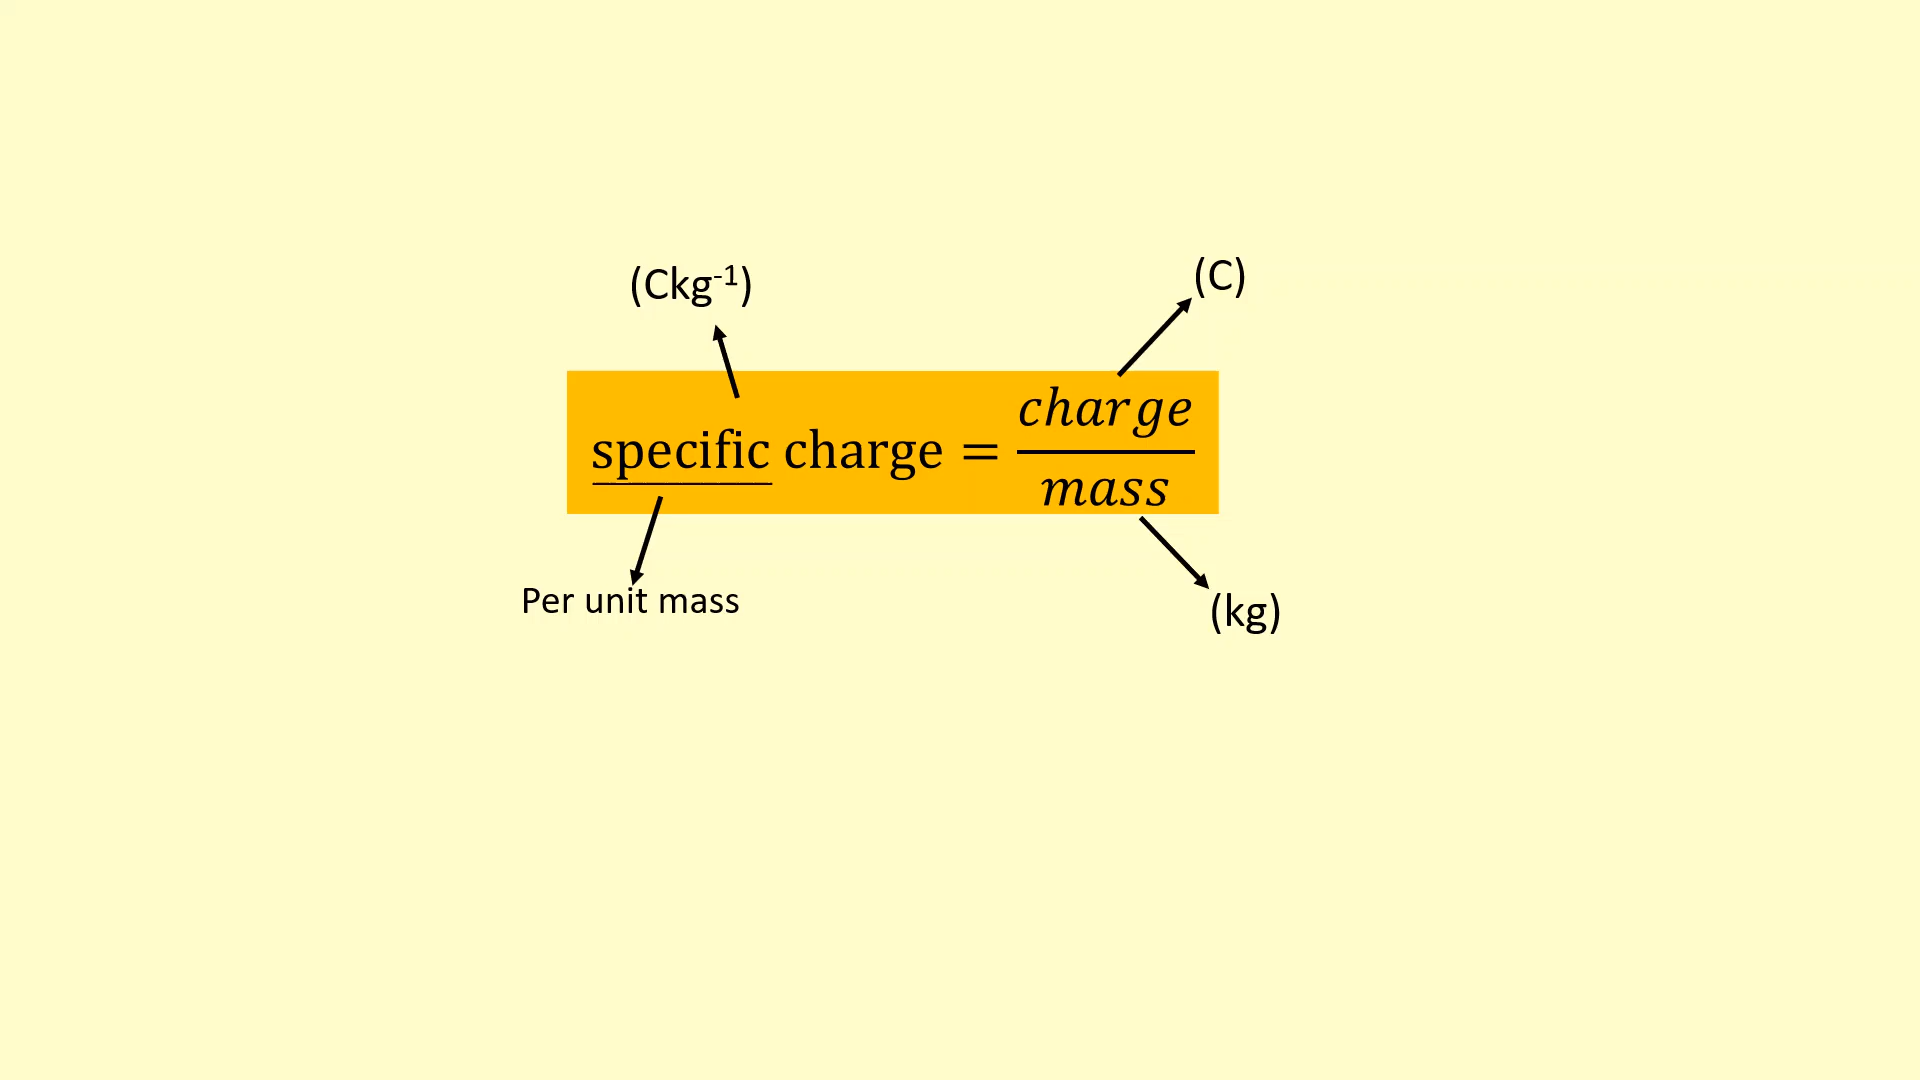 (Ckg⁻¹)
(C)
specific charge = charge / mass
Per unit mass
(kg)